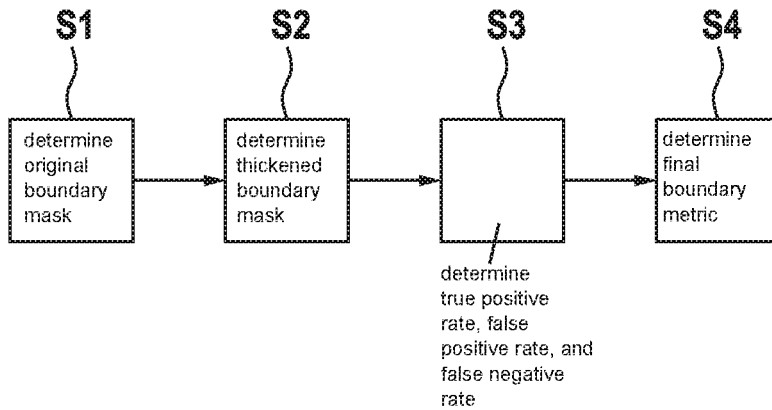 S1
S2
S3
S4
determine
original
boundary
mask
determine
thickened
boundary
mask
determine
true positive
rate, false
positive rate, and
false negative
rate
determine
final
boundary
metric